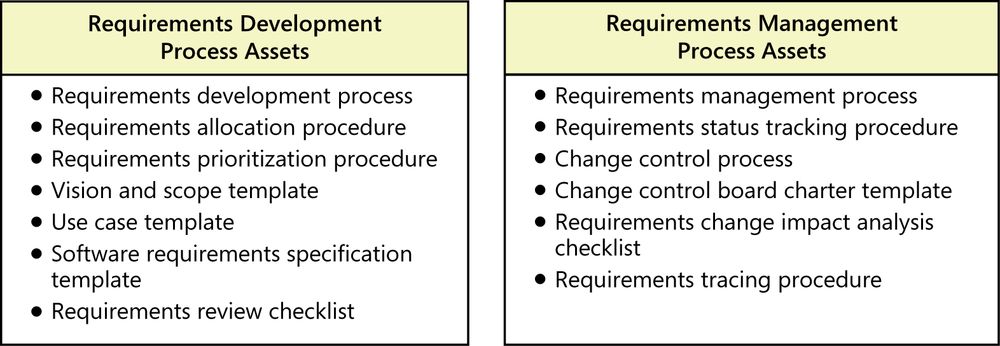 Requirements Development
Process Assets
• Requirements development process
• Requirements allocation procedure
• Requirements prioritization procedure
• Vision and scope template
• Use case template
• Software requirements specification
template
• Requirements review checklist
Requirements Management
Process Assets
• Requirements management process
• Requirements status tracking procedure
• Change control process
• Change control board charter template
• Requirements change impact analysis
checklist
• Requirements tracing procedure